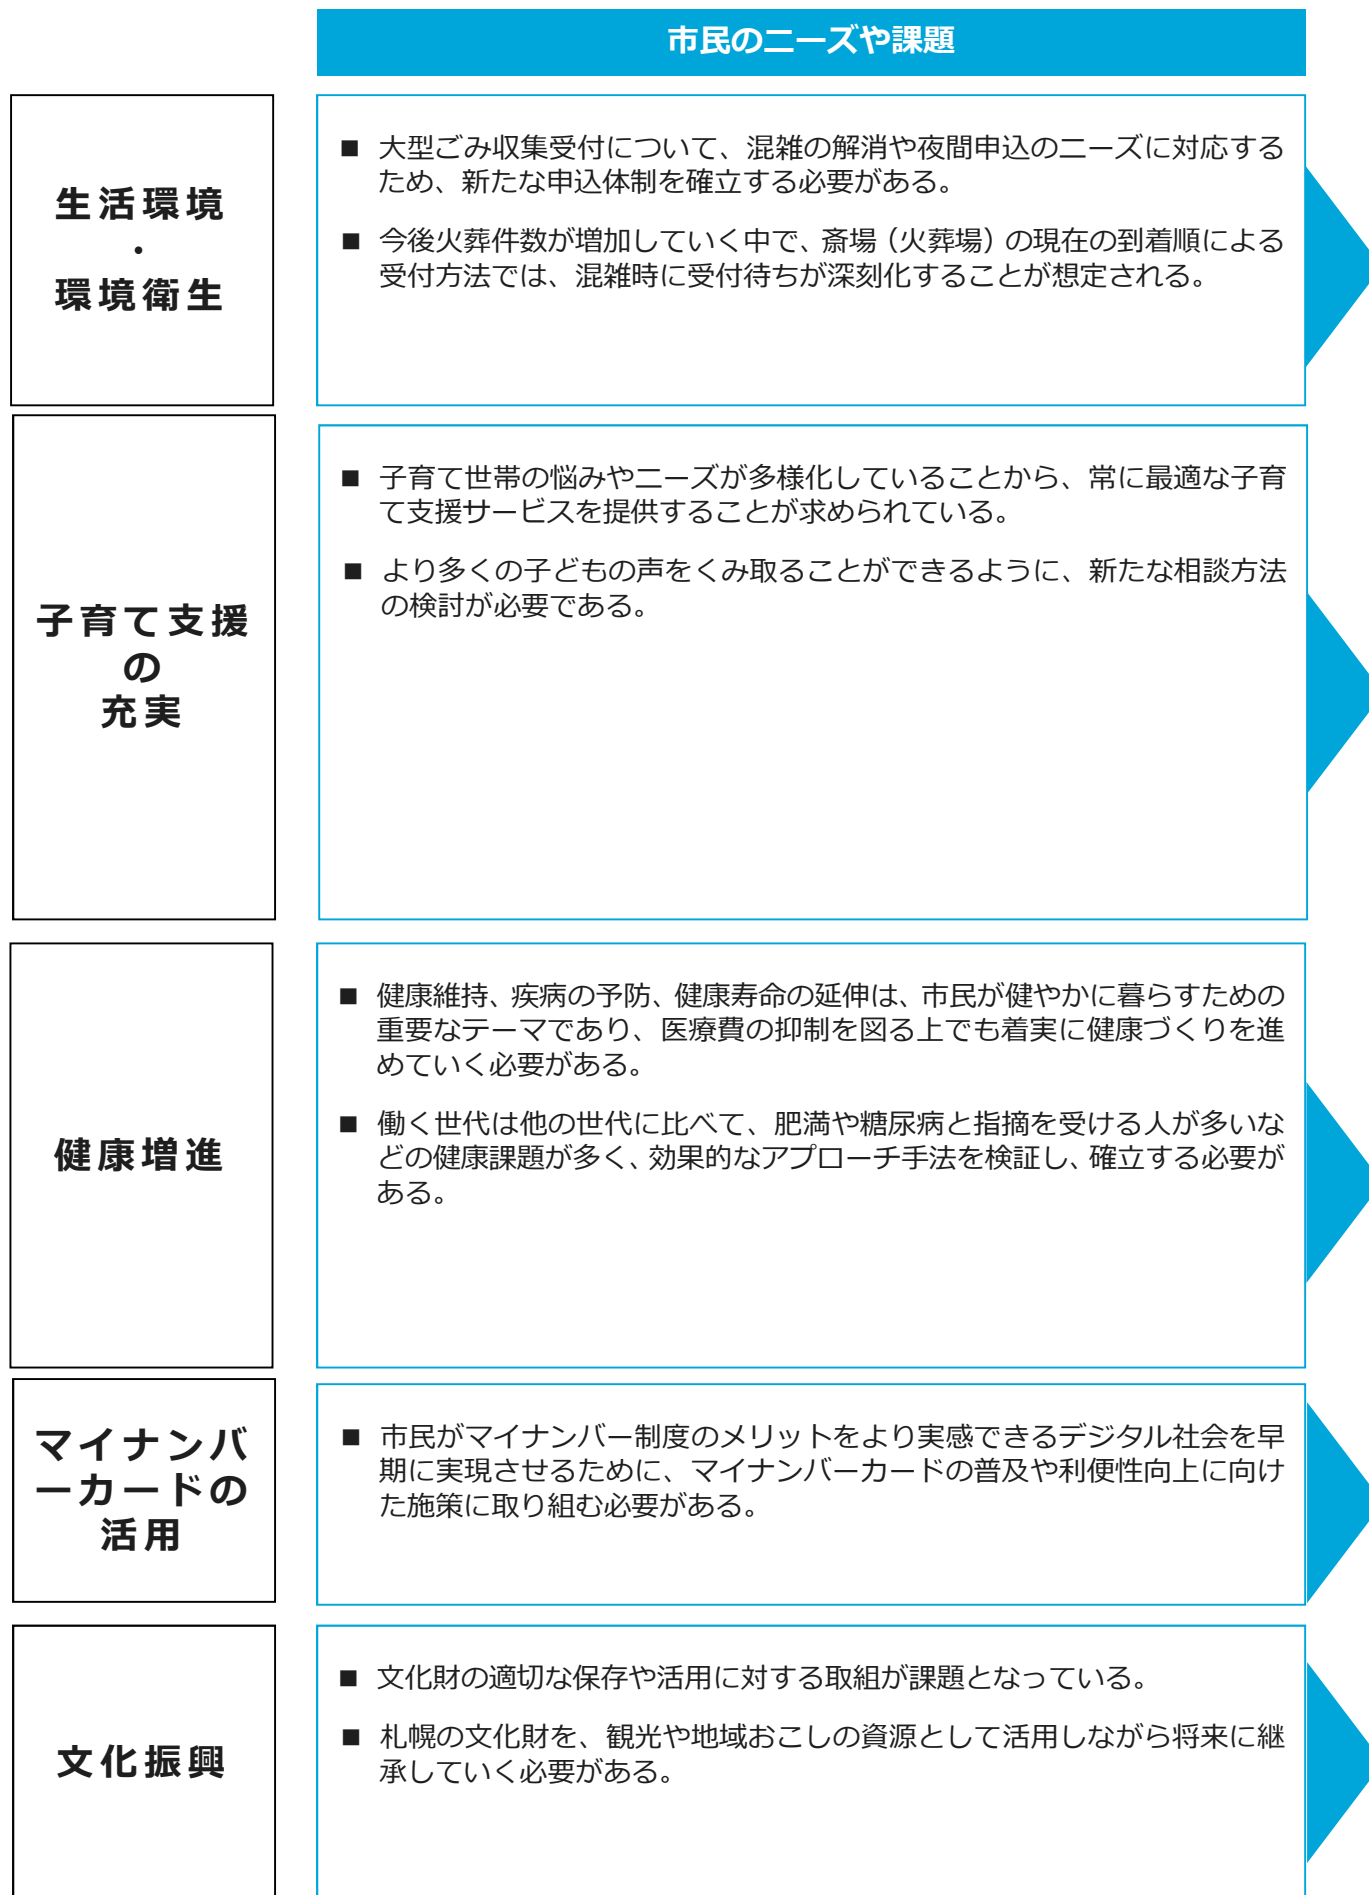 市民のニーズや課題
生活環境
・
環境衛生
■ 大型ごみ収集受付について、混雑の解消や夜間申込のニーズに対応する
ため、新たな申込体制を確立する必要がある。
■ 今後火葬件数が増加していく中で、斎場（火葬場）の現在の到着順による
受付方法では、混雑時に受付待ちが深刻化することが想定される。
子育て支援
の
充実
■ 子育て世帯の悩みやニーズが多様化していることから、常に最適な子育
て支援サービスを提供することが求められている。
■ より多くの子どもの声をくみ取ることができるように、新たな相談方法
の検討が必要である。
健康増進
■ 健康維持、疾病の予防、健康寿命の延伸は、市民が健やかに暮らすための
重要なテーマであり、医療費の抑制を図る上でも着実に健康づくりを進
めていく必要がある。
■ 働く世代は他の世代に比べて、肥満や糖尿病と指摘を受ける人が多いな
どの健康課題が多く、効果的なアプローチ手法を検証し、確立する必要が
ある。
マイナンバ
ーカードの
活用
■ 市民がマイナンバー制度のメリットをより実感できるデジタル社会を早
期に実現させるために、マイナンバーカードの普及や利便性向上に向け
た施策に取り組む必要がある。
文化振興
■ 文化財の適切な保存や活用に対する取組が課題となっている。
■ 札幌の文化財を、観光や地域おこしの資源として活用しながら将来に継
承していく必要がある。